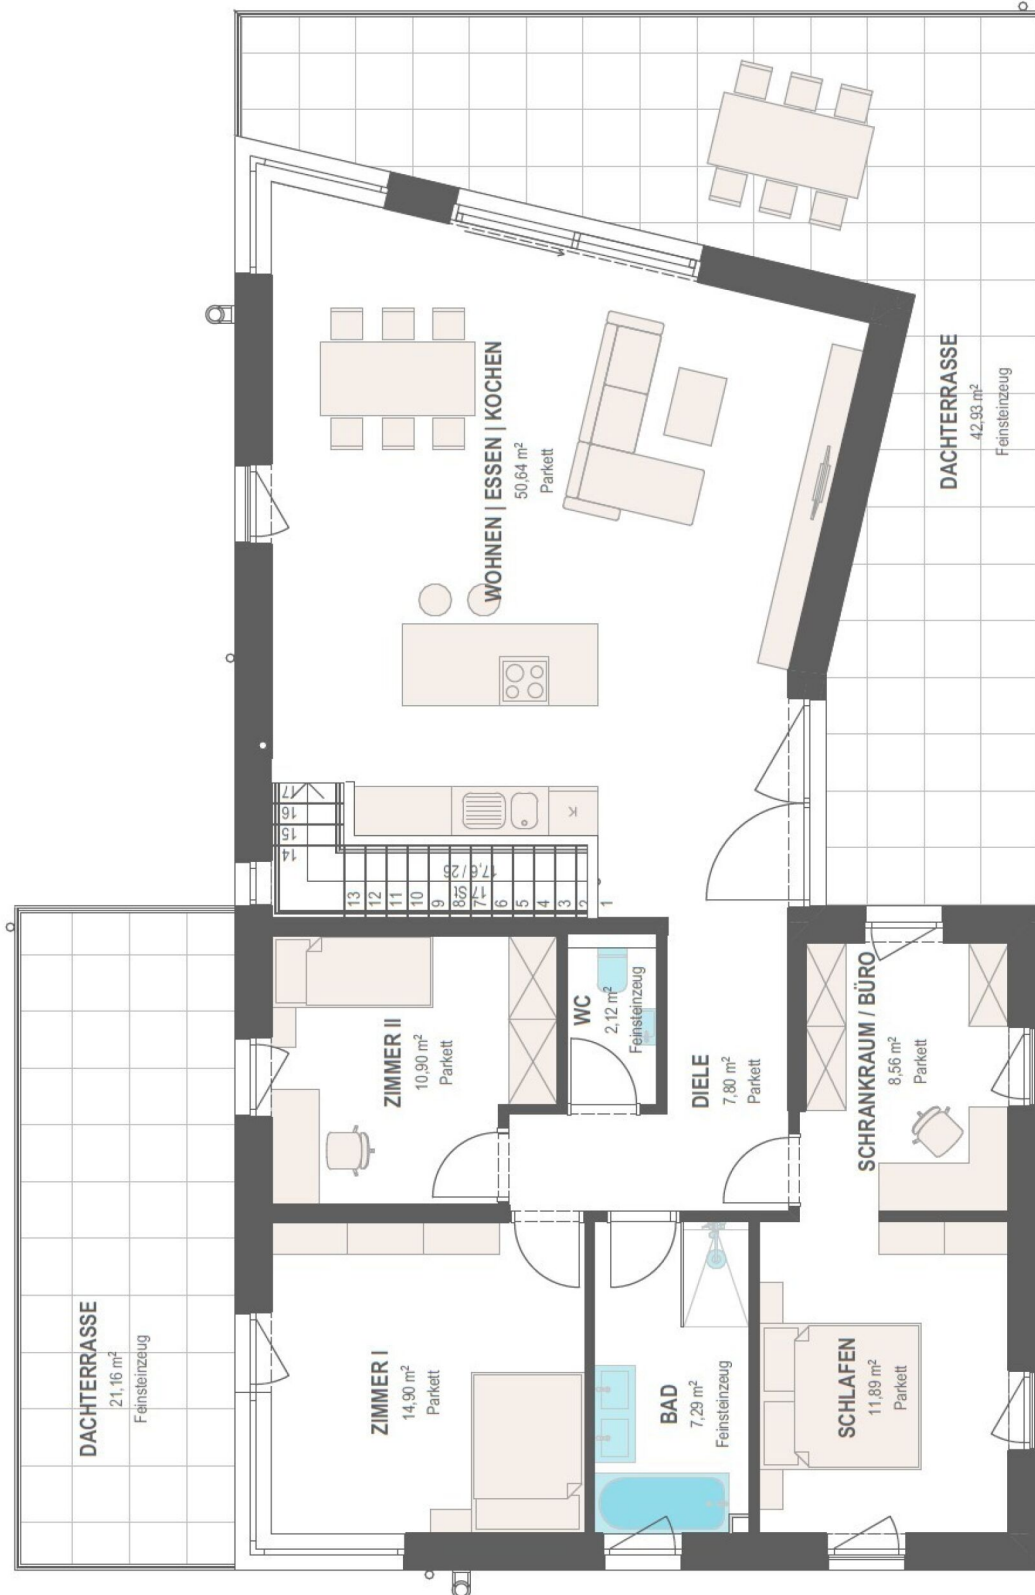 DACHTERRASSE
21,16 m²
Feinsteinzeug
ZIMMER I
14,90 m²
Parkett
BAD
7,29 m²
Feinsteinzeug
SCHLAFEN
11,89 m²
Parkett
ZIMMER II
10,90 m²
Parkett
WC
2,12 m²
Feinsteinzeug
DIELE
7,80 m²
Parkett
SCHRANKRAUM / BÜRO
8,56 m²
Parkett
WOHNEN | ESSEN | KOCHEN
50,64 m²
Parkett
DACHTERRASSE
42,93 m²
Feinsteinzeug
K
17
16
15
14
13
12
11
10
9
8
7
6
5
4
3
2
1
17 St
17,6 / 26